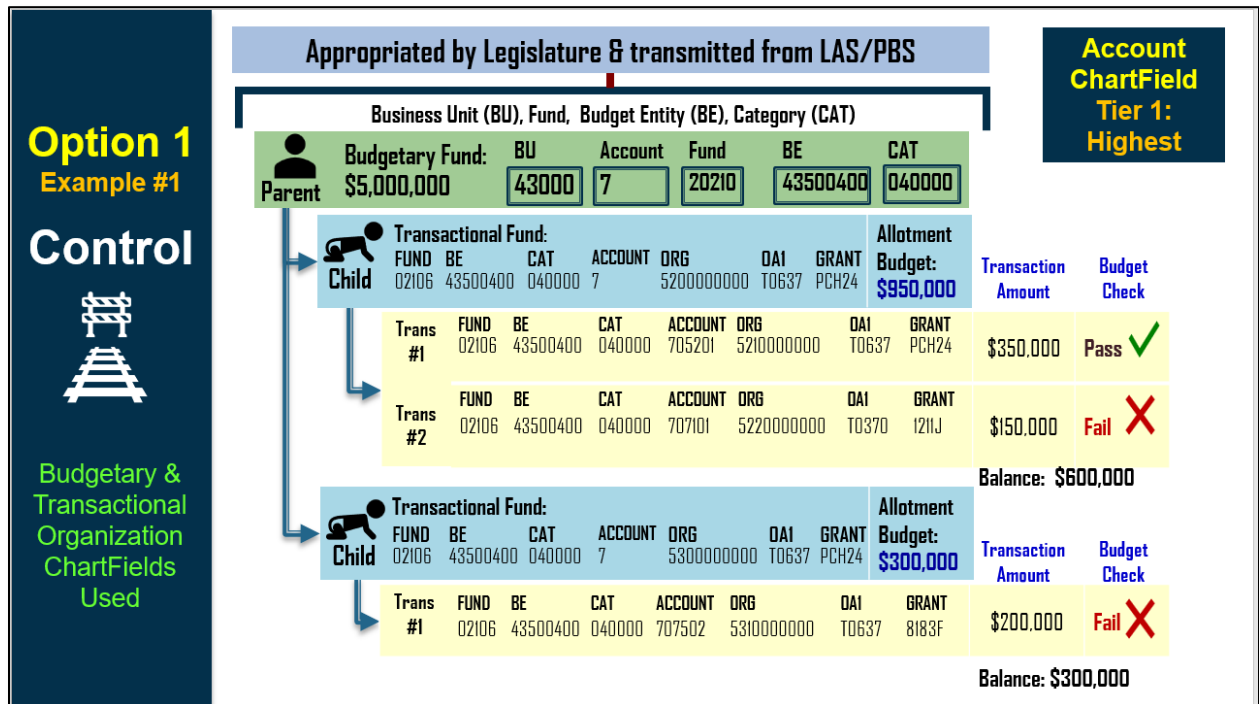 Option 1
Example #1
Control
Budgetary &
Transactional
Organization
ChartFields
Used
Appropriated by Legislature & transmitted from LAS/PBS
Account
ChartField
Tier 1:
Highest
Business Unit (BU), Fund, Budget Entity (BE), Category (CAT)
Parent
Budgetary Fund: BU Account Fund BE CAT
$5,000,000 43000 7 20210 43500400 040000
Child
Transactional Fund:
FUND BE CAT ACCOUNT ORG OA1 GRANT
02106 43500400 040000 7 5200000000 T0637 PCH24
Allotment
Budget:
$950,000
Transaction
Amount
Budget
Check
Trans
#1
FUND BE CAT ACCOUNT ORG OA1 GRANT
02106 43500400 040000 705201 5210000000 T0637 PCH24
$350,000 Pass
Trans
#2
FUND BE CAT ACCOUNT ORG OA1 GRANT
02106 43500400 040000 707101 5220000000 T0370 1211J
$150,000 Fail
Balance: $600,000
Child
Transactional Fund:
FUND BE CAT ACCOUNT ORG OA1 GRANT
02106 43500400 040000 7 5300000000 T0637 PCH24
Allotment
Budget:
$300,000
Transaction
Amount
Budget
Check
Trans
#1
FUND BE CAT ACCOUNT ORG OA1 GRANT
02106 43500400 040000 707502 5310000000 T0637 8183F
$200,000 Fail
Balance: $300,000